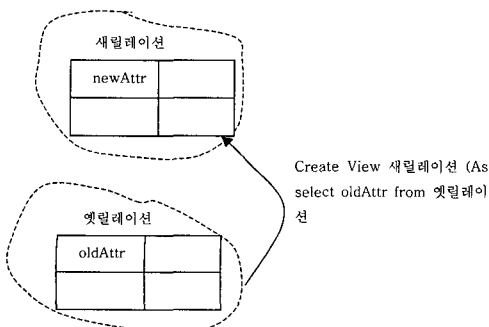 새릴레이션
newAttr
Create View 새릴레이션 (As
select oldAttr from 옛릴레이
션
옛릴레이션
oldAttr